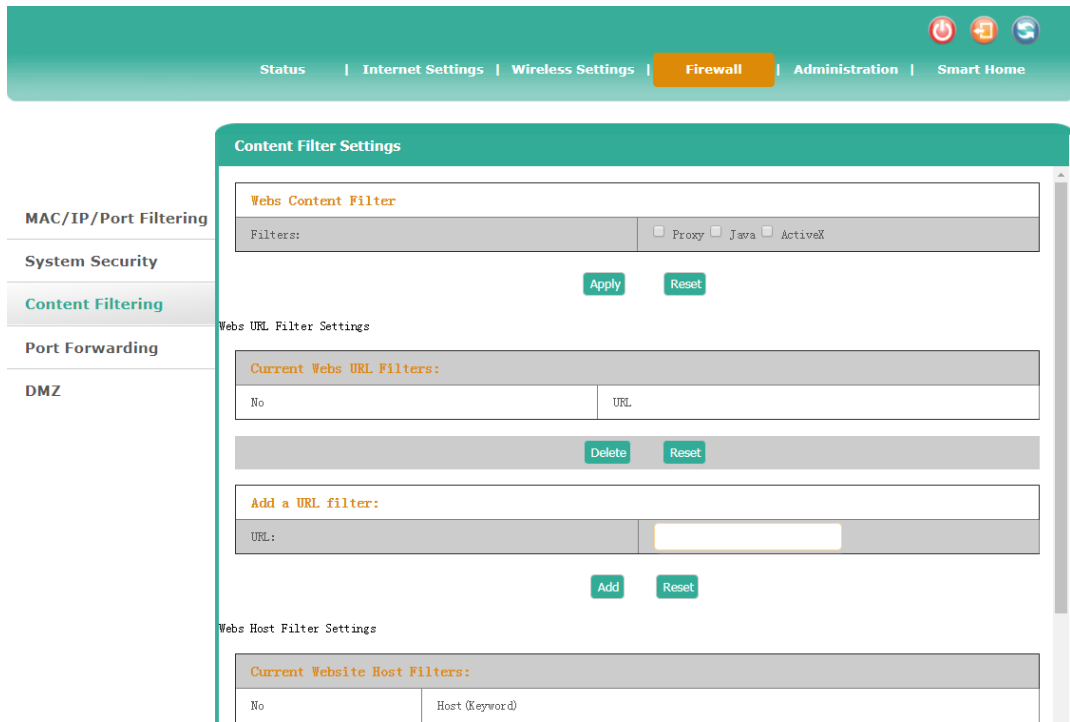 Status | Internet Settings | Wireless Settings | Firewall | Administration | Smart Home
Content Filter Settings
MAC/IP/Port Filtering
System Security
Content Filtering
Port Forwarding
DMZ
Webs Content Filter
Filters: Proxy Java ActiveX
Apply Reset
Webs URL Filter Settings
Current Webs URL Filters:
No URL
Delete Reset
Add a URL filter:
URL:
Add Reset
Webs Host Filter Settings
Current Website Host Filters:
No Host(Keyword)